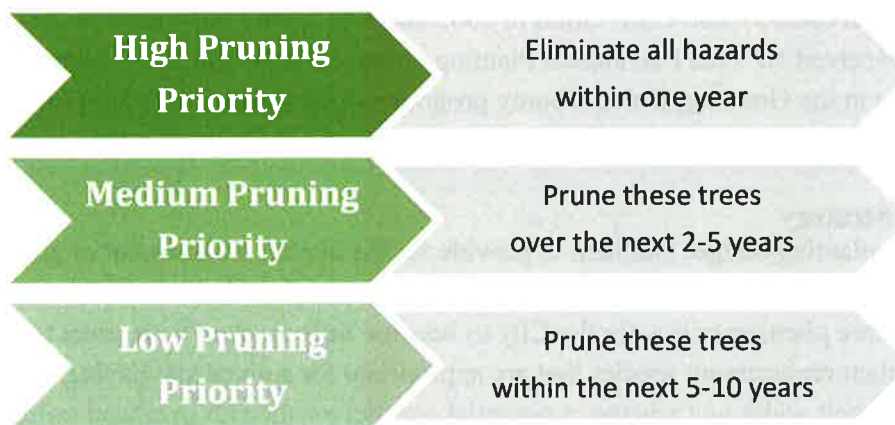 High Pruning
Priority
Eliminate all hazards
within one year
Medium Pruning
Priority
Prune these trees
over the next 2-5 years
Low Pruning
Priority
Prune these trees
within the next 5-10 years